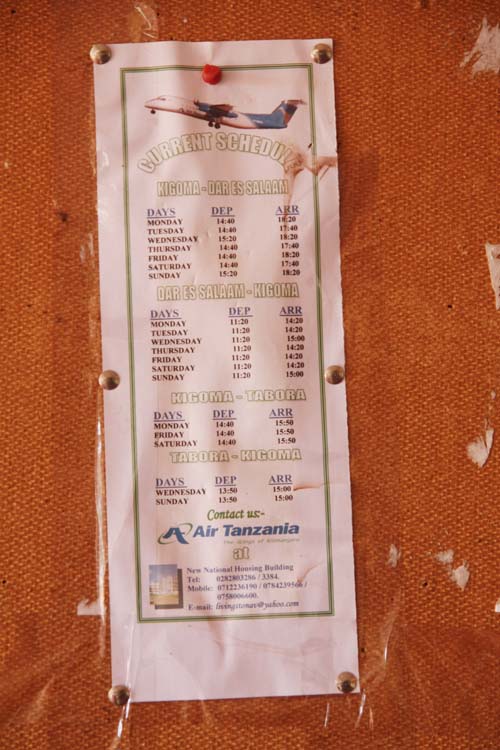 CURRENT SCHEDULE
KIGOMA - DAR ES SALAAM
DAYS DEP ARR
MONDAY 14:40 18:20
TUESDAY 14:40 17:40
WEDNESDAY 15:20 18:20
THURSDAY 14:40 17:40
FRIDAY 14:40 18:20
SATURDAY 14:40 17:40
SUNDAY 15:20 18:20
DAR ES SALAAM - KIGOMA
DAYS DEP ARR
MONDAY 11:20 14:20
TUESDAY 11:20 14:20
WEDNESDAY 11:20 15:00
THURSDAY 11:20 14:20
FRIDAY 11:20 14:20
SATURDAY 11:20 14:20
SUNDAY 11:20 15:00
KIGOMA - TABORA
DAYS DEP ARR
MONDAY 14:40 15:50
FRIDAY 14:40 15:50
SATURDAY 14:40 15:50
TABORA - KIGOMA
DAYS DEP ARR
WEDNESDAY 13:50 15:00
SUNDAY 13:50 15:00
Contact us:-
Air Tanzania
The Wings of Kilimanjaro
at
New National Housing Building
Tel: 0282803286 / 3384.
Mobile: 0712236190 / 0784239566 /
0758006600.
E-mail: livingstonav@yahoo.com